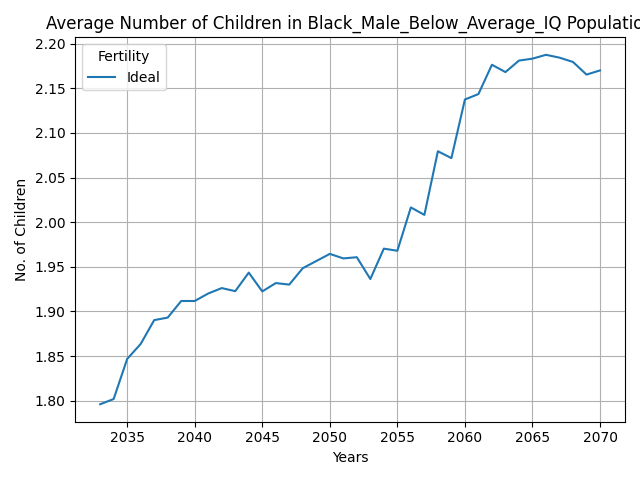 Average Number of Children in Black_Male_Below_Average_IQ Populatio
Fertility
Ideal
No. of Children
2.20
2.15
2.10
2.05
2.00
1.95
1.90
1.85
1.80
2035 2040 2045 2050 2055 2060 2065 2070
Years